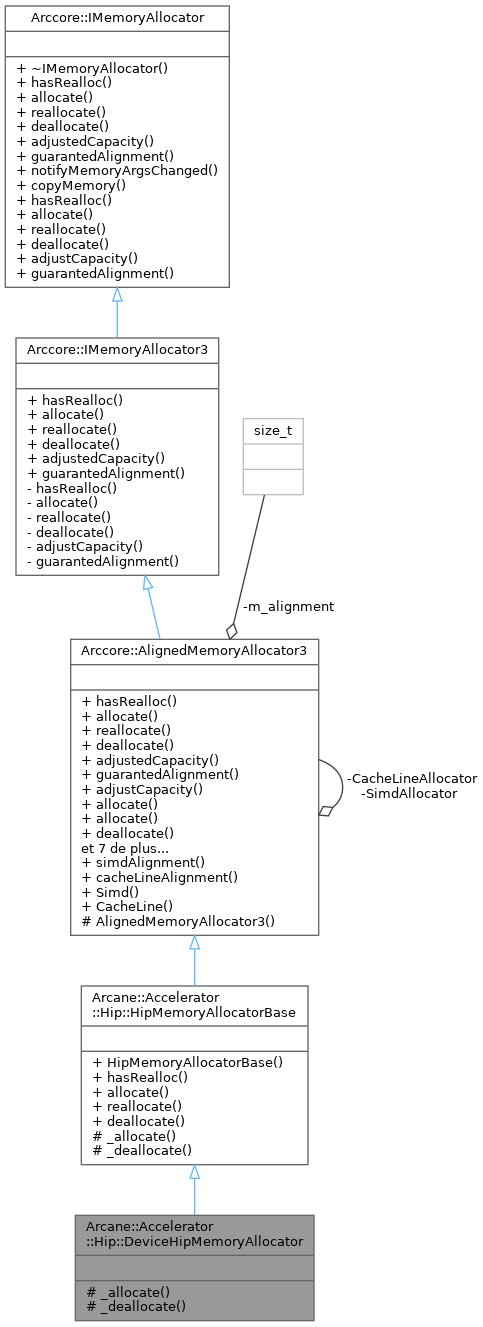 Arccore::IMemoryAllocator
+ ~IMemoryAllocator()
+ hasRealloc()
+ allocate()
+ reallocate()
+ deallocate()
+ adjustedCapacity()
+ guarantedAlignment()
+ notifyMemoryArgsChanged()
+ copyMemory()
+ hasRealloc()
+ allocate()
+ reallocate()
+ deallocate()
+ adjustCapacity()
+ guarantedAlignment()
Arccore::IMemoryAllocator3
+ hasRealloc()
+ allocate()
+ reallocate()
+ deallocate()
+ adjustedCapacity()
+ guarantedAlignment()
- hasRealloc()
- allocate()
- reallocate()
- deallocate()
- adjustCapacity()
- guarantedAlignment()
size_t
-m_alignment
Arccore::AlignedMemoryAllocator3
+ hasRealloc()
+ allocate()
+ reallocate()
+ deallocate()
+ adjustedCapacity()
+ guarantedAlignment()
+ adjustCapacity()
+ allocate()
+ allocate()
+ deallocate()
et 7 de plus...
+ simdAlignment()
+ cacheLineAlignment()
+ Simd()
+ CacheLine()
# AlignedMemoryAllocator3()
-CacheLineAllocator
-SimdAllocator
Arcane::Accelerator
::Hip::HipMemoryAllocatorBase
+ HipMemoryAllocatorBase()
+ hasRealloc()
+ allocate()
+ reallocate()
+ deallocate()
# _allocate()
# _deallocate()
Arcane::Accelerator
::Hip::DeviceHipMemoryAllocator
# _allocate()
# _deallocate()